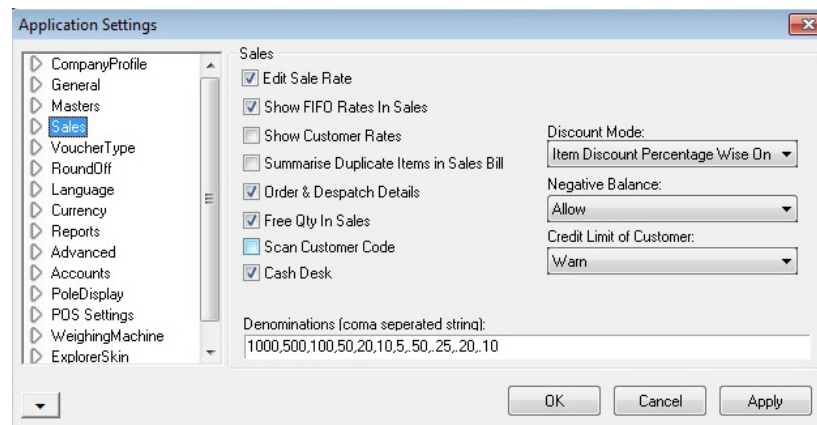 Application Settings
CompanyProfile
General
Masters
Sales
VoucherType
RoundOff
Language
Currency
Reports
Advanced
Accounts
PoleDisplay
POS Settings
WeighingMachine
ExplorerSkin
Sales
Edit Sale Rate
Show FIFO Rates In Sales
Show Customer Rates
Summarise Duplicate Items in Sales Bill
Order & Despatch Details
Free Qty In Sales
Scan Customer Code
Cash Desk
Discount Mode:
Item Discount Percentage Wise On
Negative Balance:
Allow
Credit Limit of Customer:
Warn
Denominations (coma seperated string):
1000,500,100,50,20,10,5,.50,.25,.20,.10
OK Cancel Apply